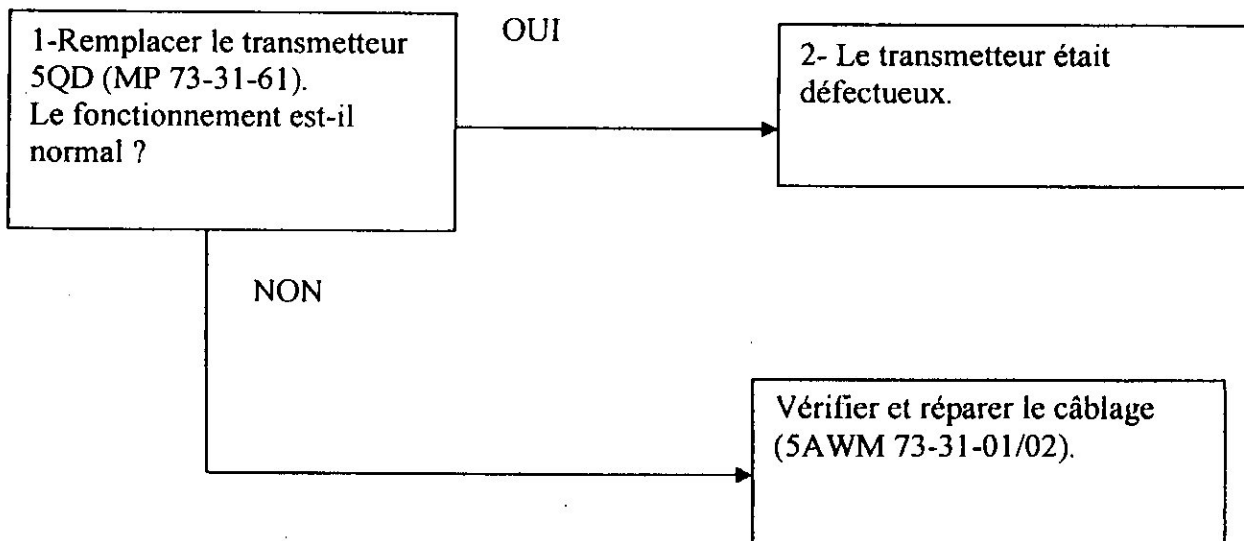 1-Remplacer le transmetteur
5QD (MP 73-31-61).
Le fonctionnement est-il
normal ?
OUI
2- Le transmetteur était
défectueux.
NON
Vérifier et réparer le câblage
(5AWM 73-31-01/02).